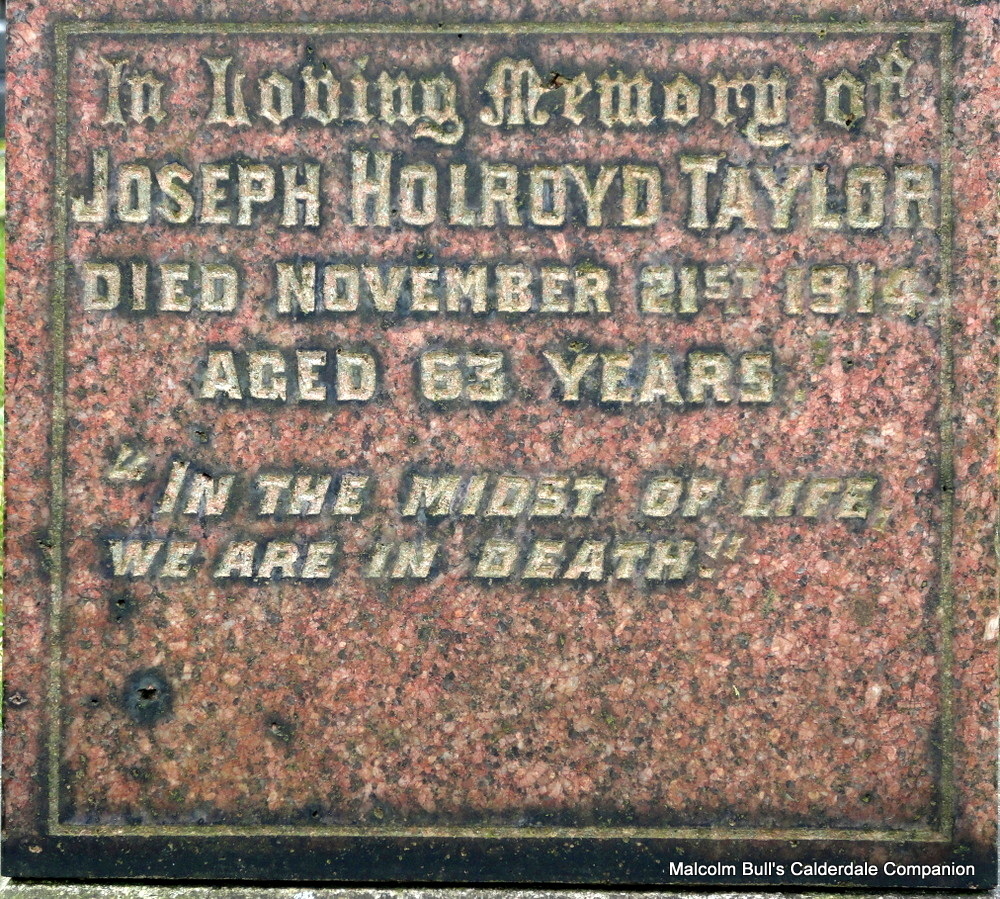 In Loving Memory of
JOSEPH HOLROYD TAYLOR
DIED NOVEMBER 21ST 1914,
AGED 63 YEARS.
"IN THE MIDST OF LIFE,
WE ARE IN DEATH."
Malcolm Bull's Calderdale Companion